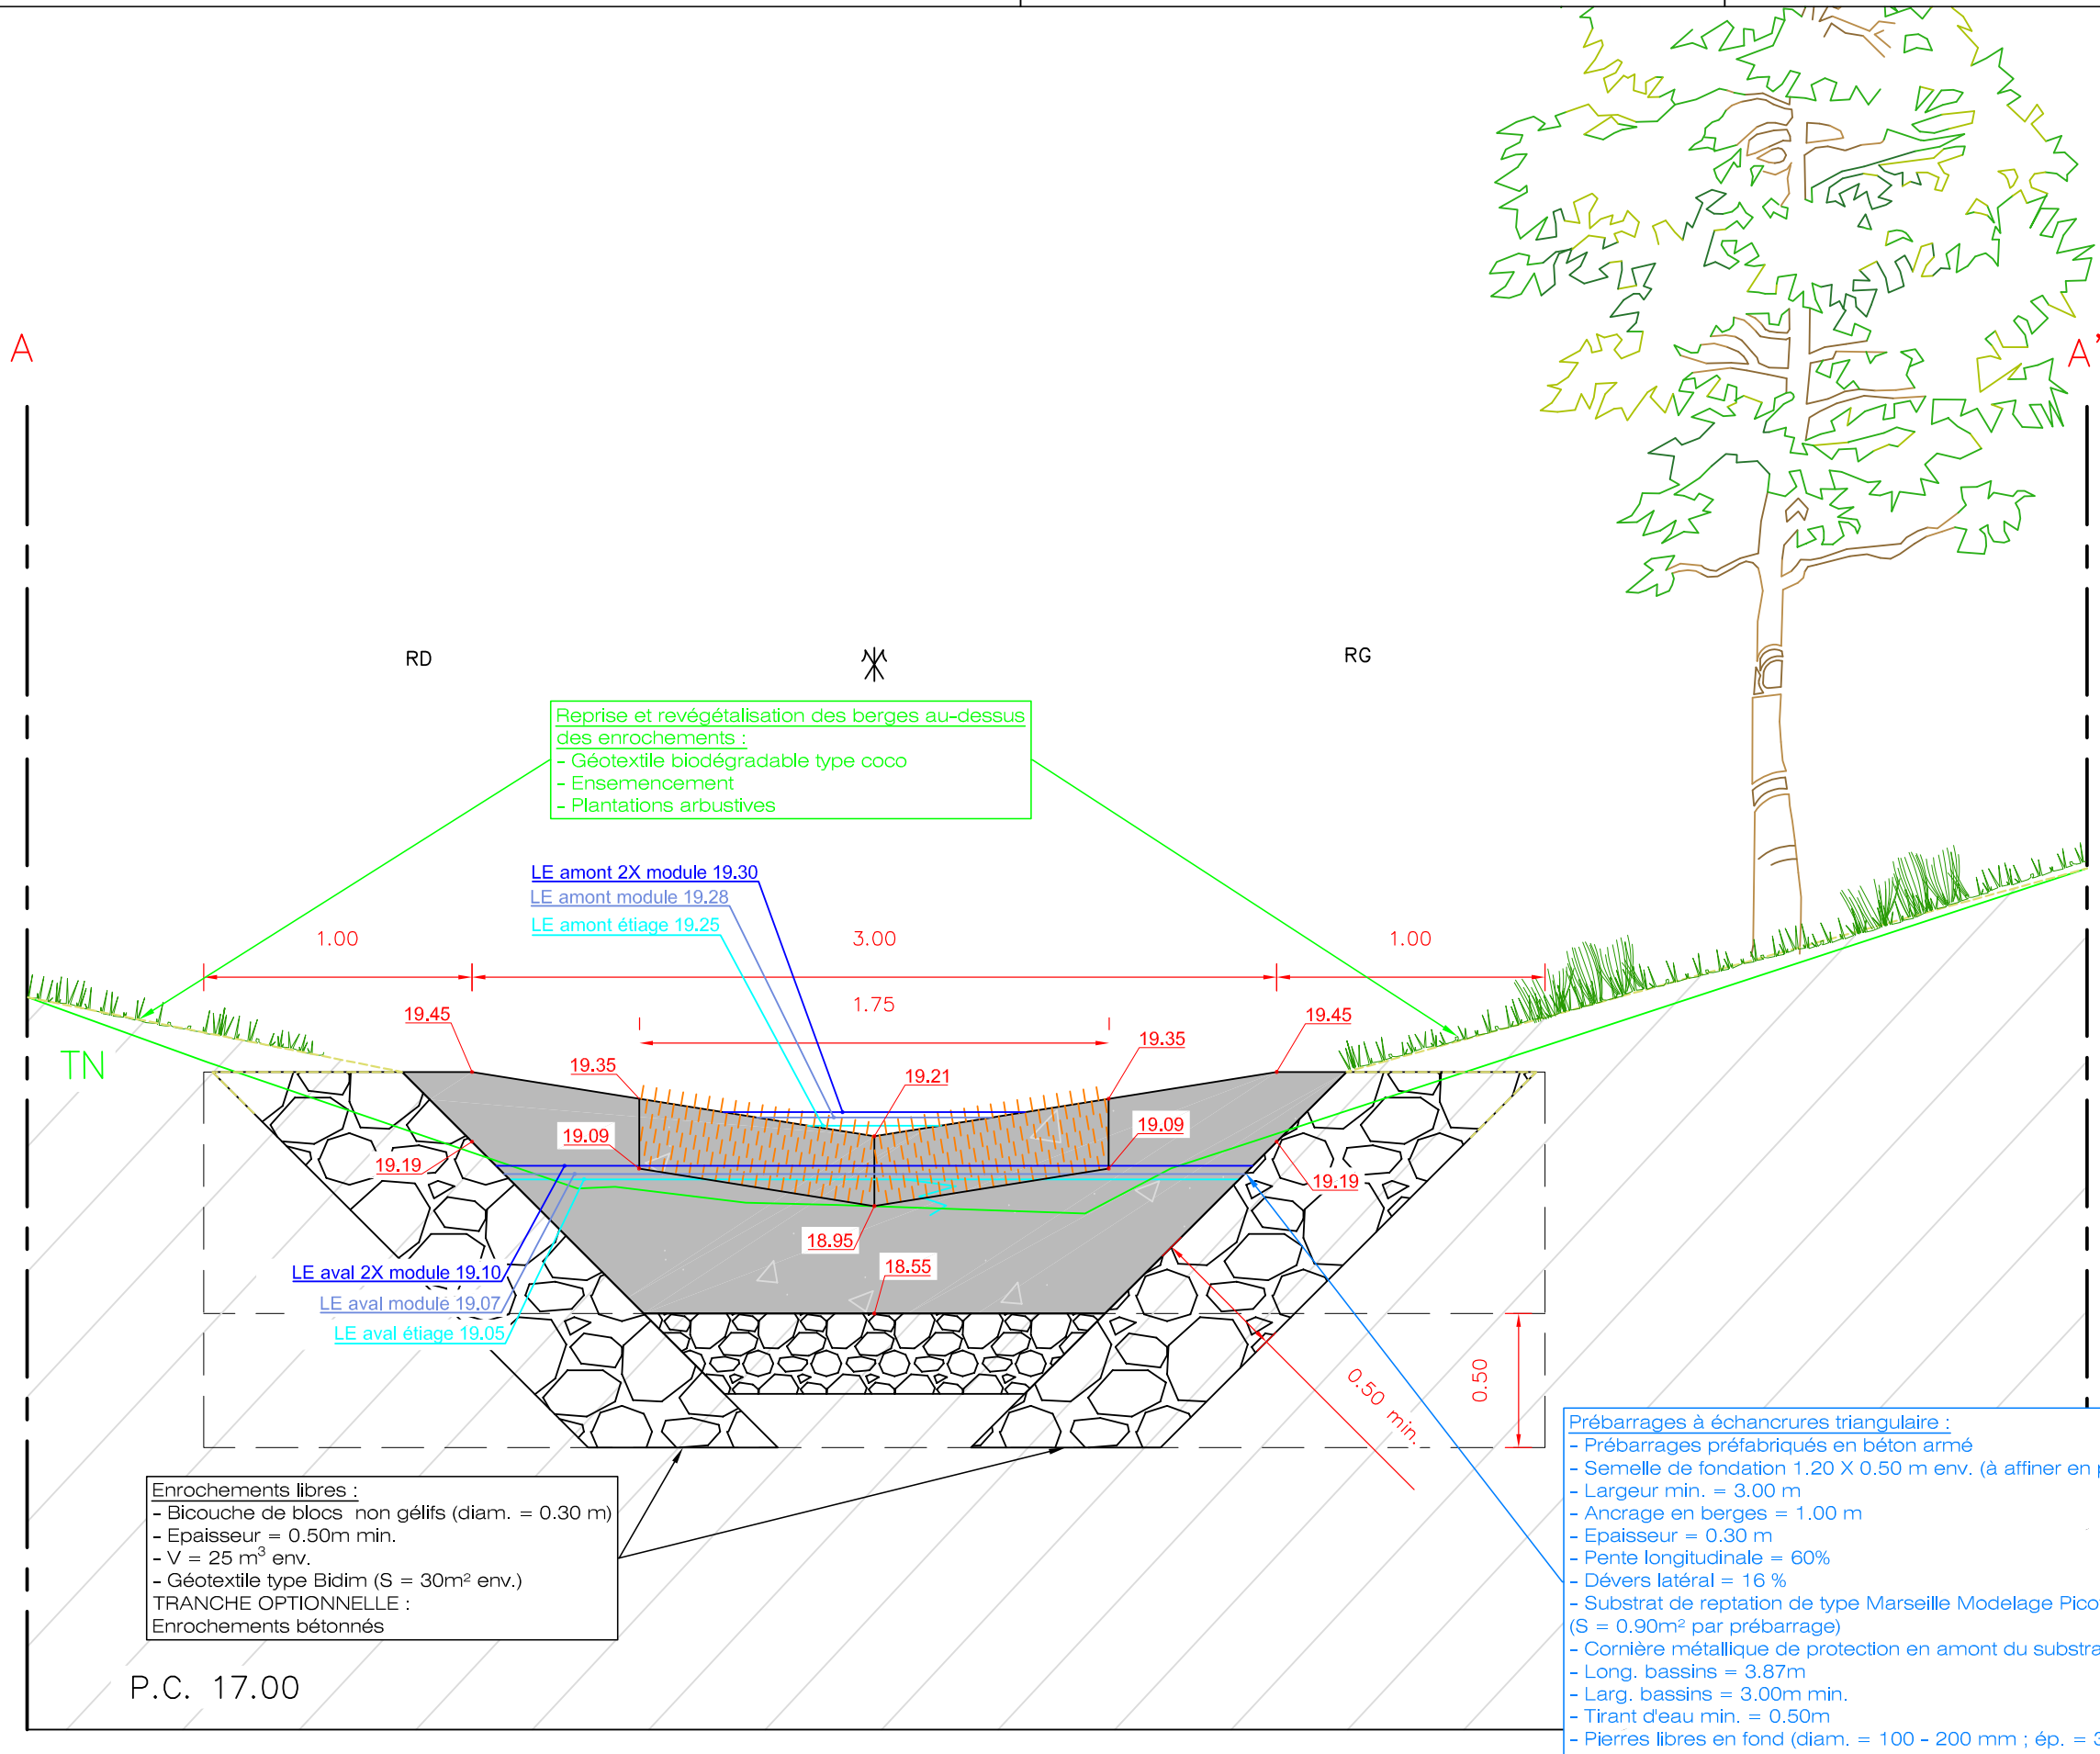 A
A'
RD
RG
Reprise et revégétalisation des berges au-dessus
des enrochements :
- Géotextile biodégradable type coco
- Ensemencement
- Plantations arbustives
LE amont 2X module 19.30
LE amont module 19.28
LE amont étiage 19.25
1.00
3.00
1.00
1.75
19.45
19.45
19.35
19.35
19.21
TN
19.09
19.09
19.19
19.19
18.95
18.55
LE aval 2X module 19.10
LE aval module 19.07
LE aval étiage 19.05
0.50 min.
0.50
Enrochements libres :
- Bicouche de blocs non gélifs (diam. = 0.30 m)
- Epaisseur = 0.50m min.
- V = 25 m³ env.
- Géotextile type Bidim (S = 30m² env.)
TRANCHE OPTIONNELLE :
Enrochements bétonnés
Prébarrages à échancrures triangulaire :
- Prébarrages préfabriqués en béton armé
- Semelle de fondation 1.20 X 0.50 m env. (à affiner en
- Largeur min. = 3.00 m
- Ancrage en berges = 1.00 m
- Epaisseur = 0.30 m
- Pente longitudinale = 60%
- Dévers latéral = 16 %
- Substrat de reptation de type Marseille Modelage
(S = 0.90m² par prébarrage)
- Cornière métallique de protection en amont du
- Long. bassins = 3.87m
- Larg. bassins = 3.00m min.
- Tirant d'eau min. = 0.50m
- Pierres libres en fond (diam. = 100 - 200 mm ; ép. =
P.C. 17.00